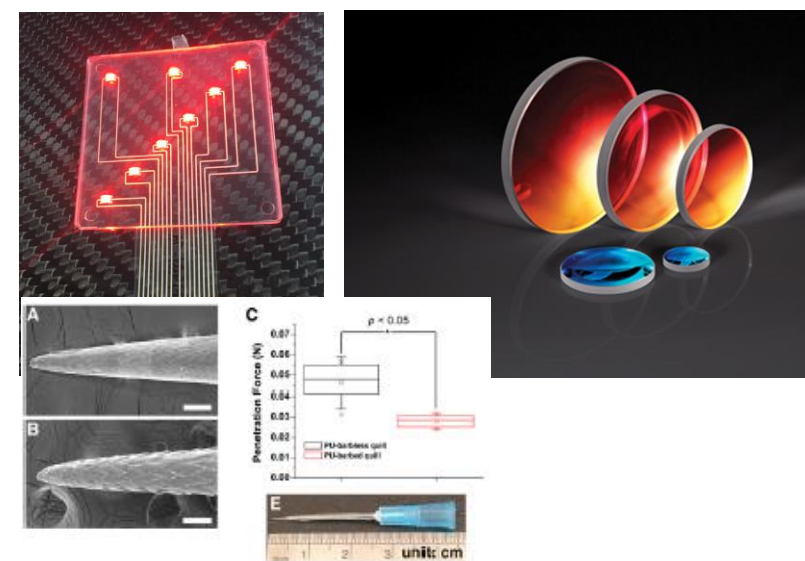 A
B
C
p < 0.05
Penetration Force (N)
0.07
0.06
0.05
0.04
0.03
0.02
0.01
0.00
PU-barbless quill
PU-barbed quill
E
1 2 3 unit: cm